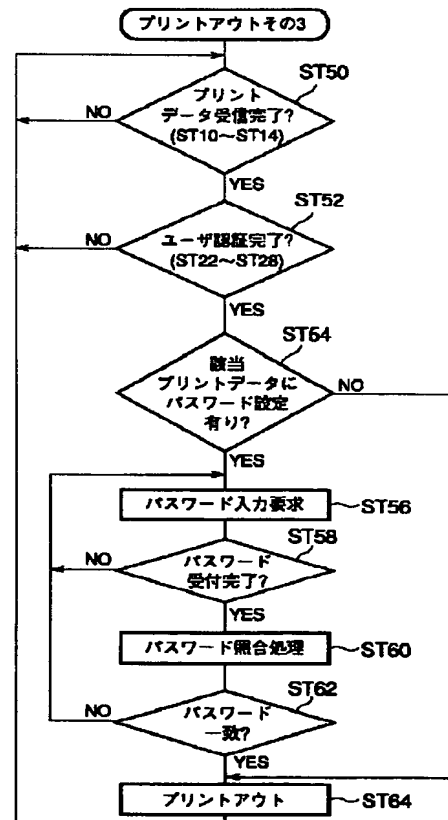 プリントアウトその3
ST50
プリント
データ受信完了?
(ST10〜ST14)
NO
YES
ST52
ユーザ認証完了?
(ST22〜ST28)
NO
YES
ST54
該当
プリントデータに
パスワード設定
有り?
NO
YES
パスワード入力要求
ST56
ST58
パスワード
受付完了?
NO
YES
パスワード照合処理
ST60
ST62
パスワード
一致?
NO
YES
プリントアウト
ST64